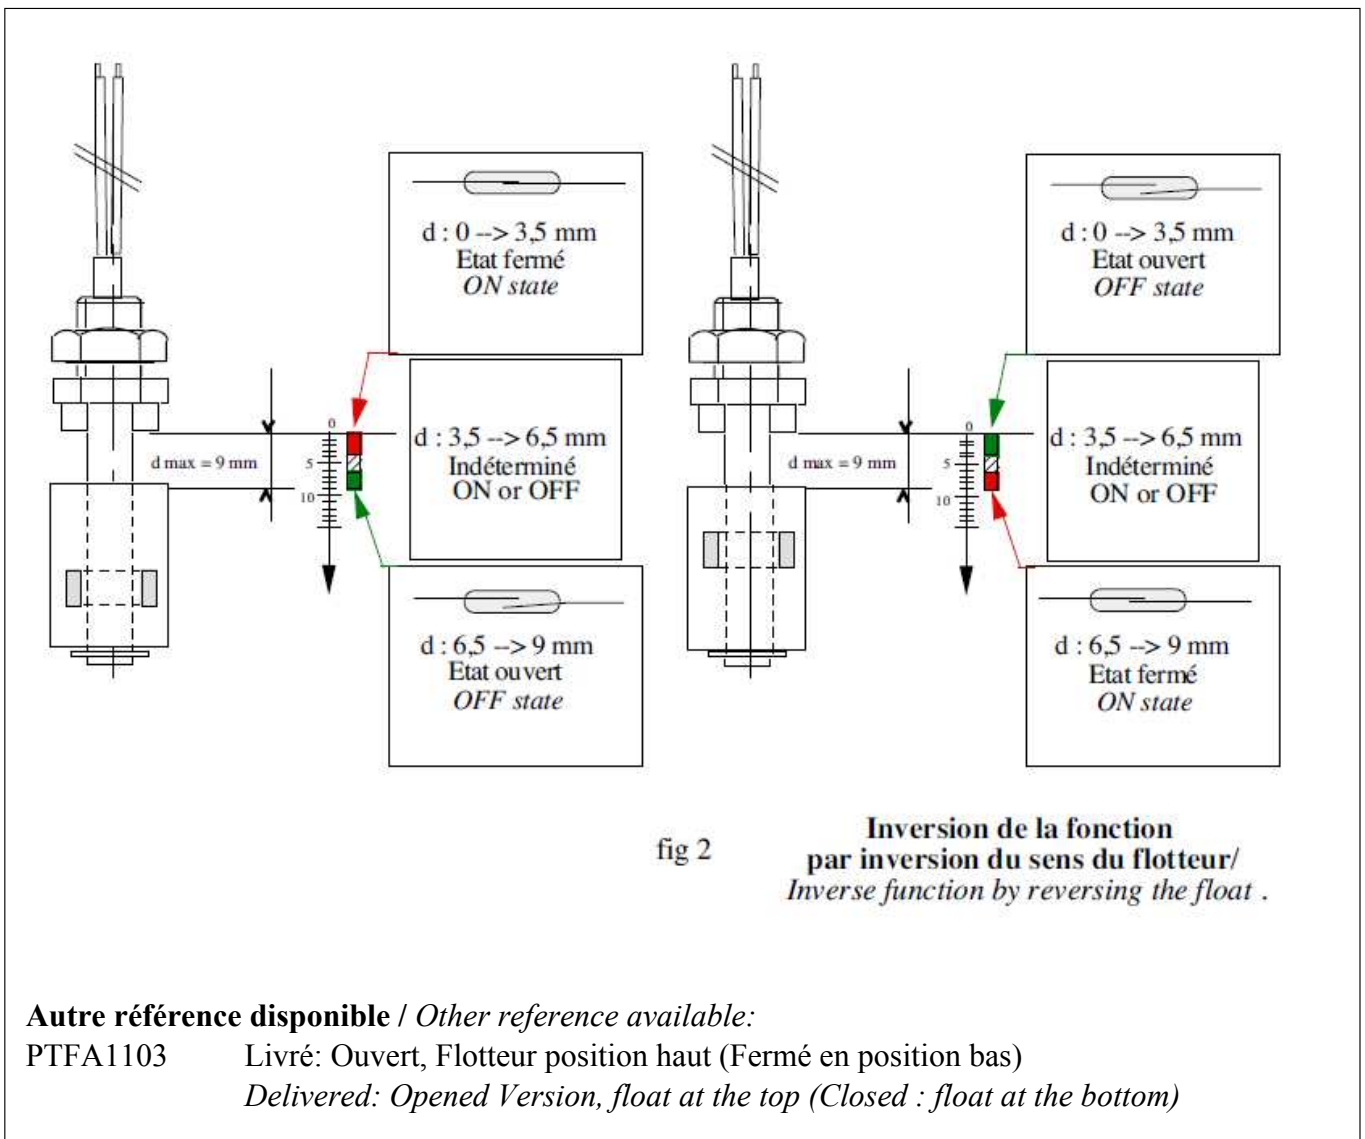 d : 0 --> 3,5 mm
Etat fermé
ON state
0
5
10
d max = 9 mm
d : 3,5 --> 6,5 mm
Indéterminé
ON or OFF
d : 6,5 --> 9 mm
Etat ouvert
OFF state
d : 0 --> 3,5 mm
Etat ouvert
OFF state
0
5
10
d max = 9 mm
d : 3,5 --> 6,5 mm
Indéterminé
ON or OFF
d : 6,5 --> 9 mm
Etat fermé
ON state
fig 2
Inversion de la fonction
par inversion du sens du flotteur/
Inverse function by reversing the float .
Autre référence disponible / Other reference available:
PTFA1103 Livré: Ouvert, Flotteur position haut (Fermé en position bas)
Delivered: Opened Version, float at the top (Closed : float at the bottom)